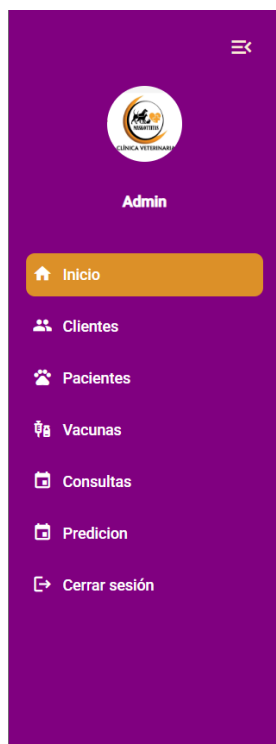 CLÍNICA VETERINARIA
Admin
Inicio
Clientes
Pacientes
Vacunas
Consultas
Predicion
Cerrar sesión